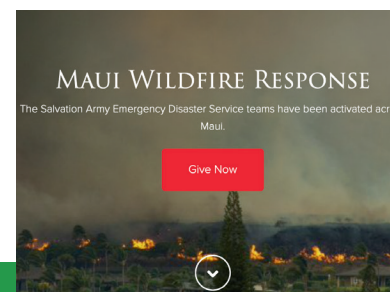 MAUI WILDFIRE RESPONSE
The Salvation Army Emergency Disaster Service teams have been activated acr
Maui.
Give Now